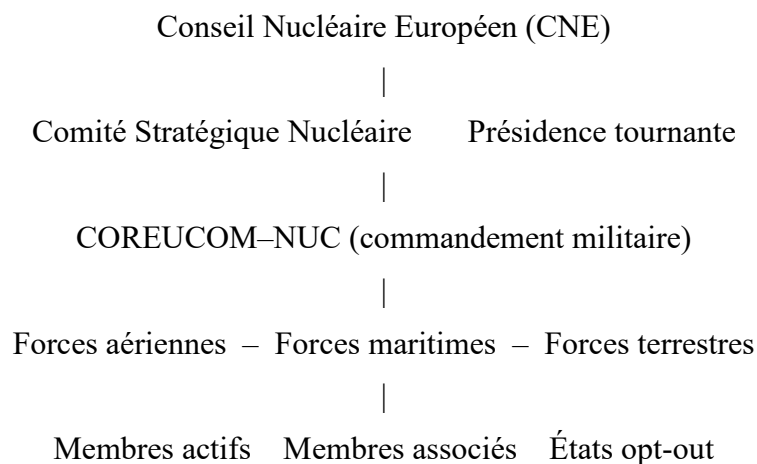 Conseil Nucléaire Européen (CNE)
|
Comité Stratégique Nucléaire Présidence tournante
|
COREUCOM–NUC (commandement militaire)
|
Forces aériennes – Forces maritimes – Forces terrestres
|
Membres actifs Membres associés États opt-out